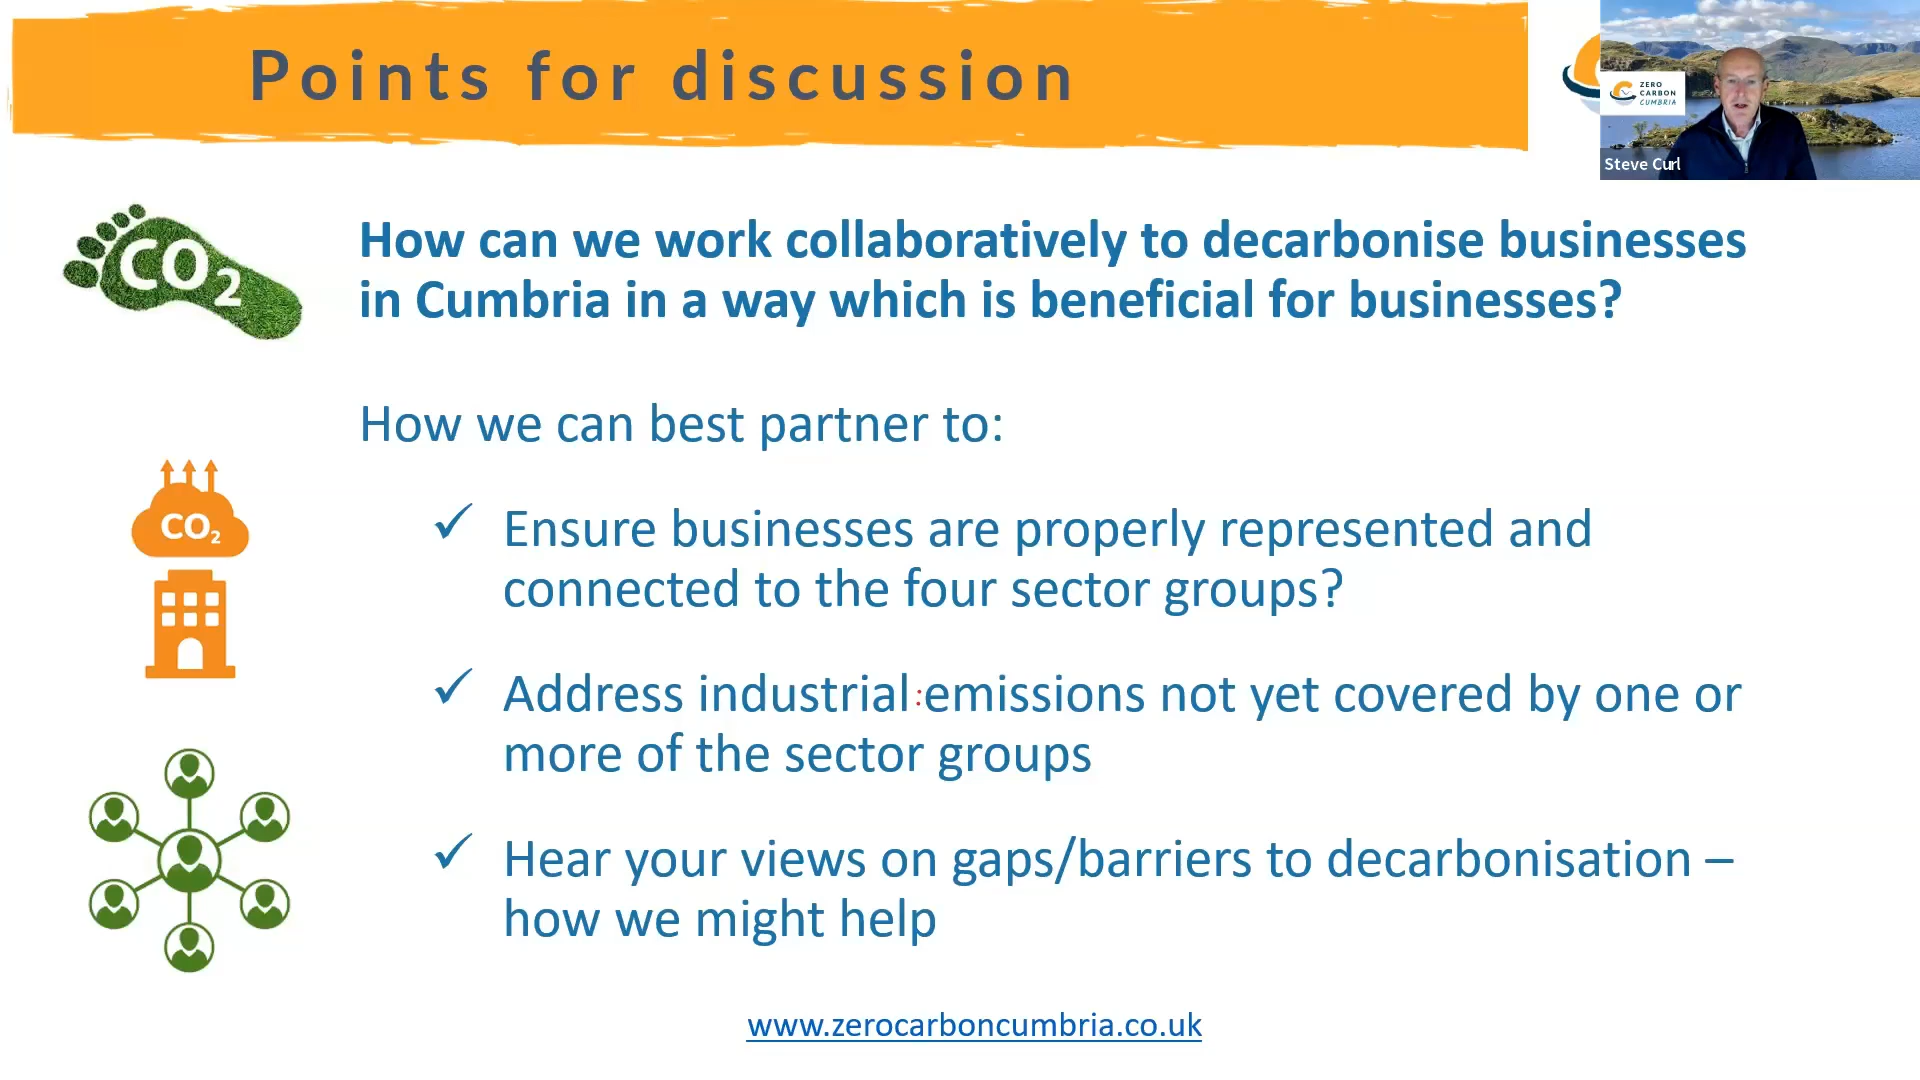 Points for discussion
ZERO
CARBON
CUMBRIA
Steve Curl
CO2
How can we work collaboratively to decarbonise businesses
in Cumbria in a way which is beneficial for businesses?
How we can best partner to:
CO2
✓ Ensure businesses are properly represented and
connected to the four sector groups?
✓ Address industrial emissions not yet covered by one or
more of the sector groups
✓ Hear your views on gaps/barriers to decarbonisation –
how we might help
www.zerocarboncumbria.co.uk